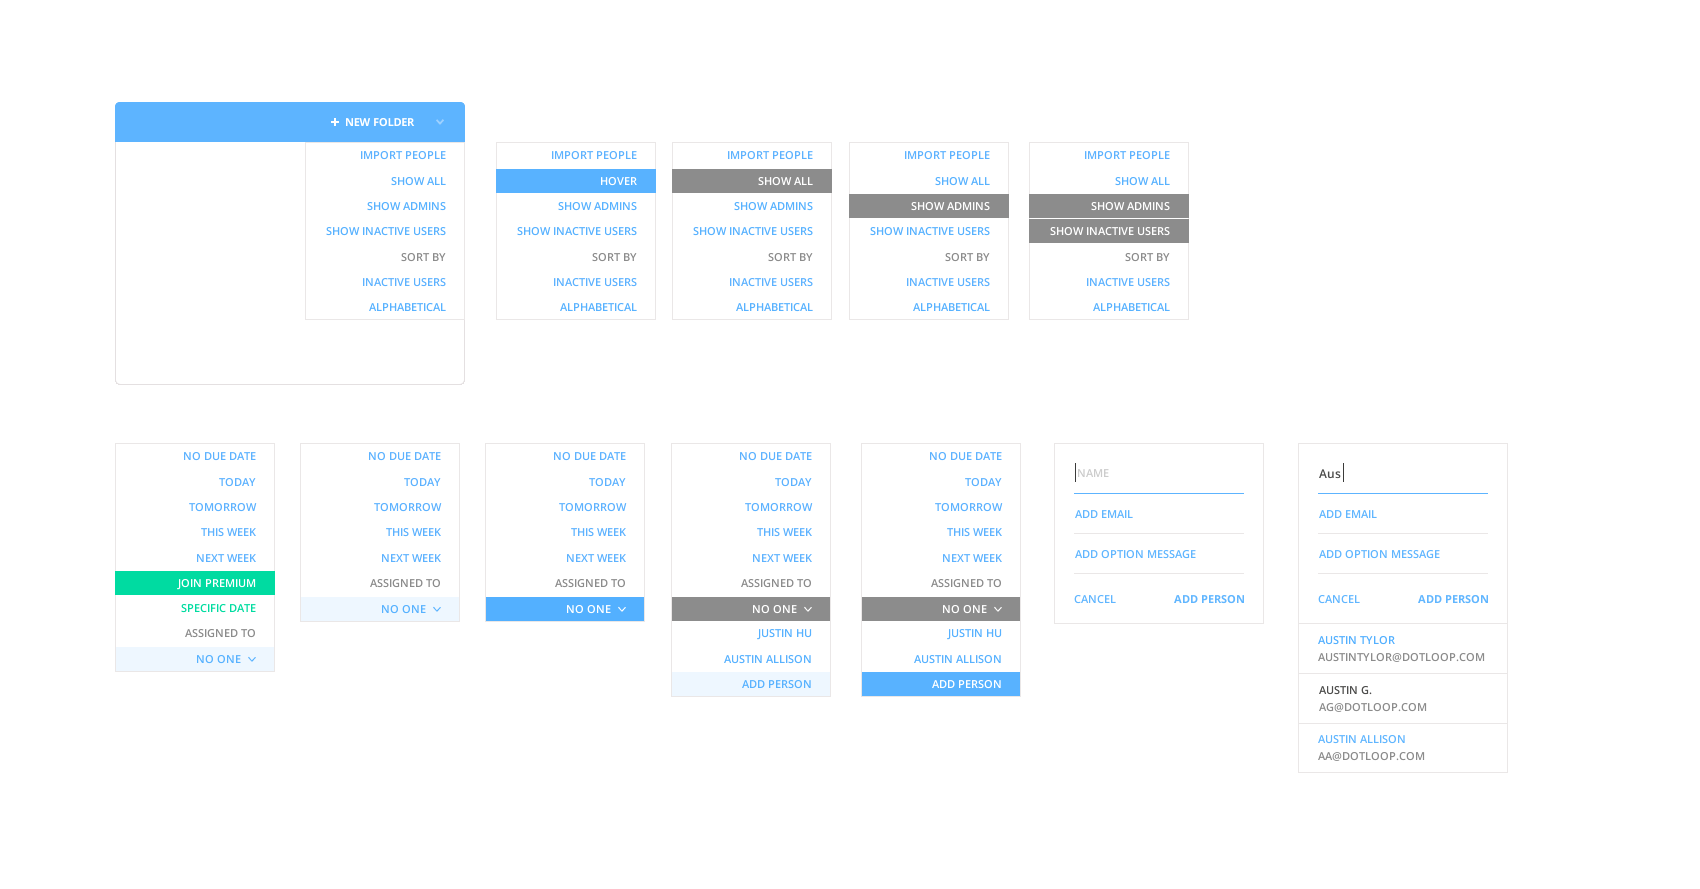 + NEW FOLDER
IMPORT PEOPLE
SHOW ALL
SHOW ADMINS
SHOW INACTIVE USERS
SORT BY
INACTIVE USERS
ALPHABETICAL
IMPORT PEOPLE
HOVER
SHOW ADMINS
SHOW INACTIVE USERS
SORT BY
INACTIVE USERS
ALPHABETICAL
IMPORT PEOPLE
SHOW ALL
SHOW ADMINS
SHOW INACTIVE USERS
SORT BY
INACTIVE USERS
ALPHABETICAL
IMPORT PEOPLE
SHOW ALL
SHOW ADMINS
SHOW INACTIVE USERS
SORT BY
INACTIVE USERS
ALPHABETICAL
IMPORT PEOPLE
SHOW ALL
SHOW ADMINS
SHOW INACTIVE USERS
SORT BY
INACTIVE USERS
ALPHABETICAL
NO DUE DATE
TODAY
TOMORROW
THIS WEEK
NEXT WEEK
JOIN PREMIUM
SPECIFIC DATE
ASSIGNED TO
NO ONE
NO DUE DATE
TODAY
TOMORROW
THIS WEEK
NEXT WEEK
ASSIGNED TO
NO ONE
NO DUE DATE
TODAY
TOMORROW
THIS WEEK
NEXT WEEK
ASSIGNED TO
NO ONE
NO DUE DATE
TODAY
TOMORROW
THIS WEEK
NEXT WEEK
ASSIGNED TO
NO ONE
JUSTIN HU
AUSTIN ALLISON
ADD PERSON
NO DUE DATE
TODAY
TOMORROW
THIS WEEK
NEXT WEEK
ASSIGNED TO
NO ONE
JUSTIN HU
AUSTIN ALLISON
ADD PERSON
NAME
ADD EMAIL
ADD OPTION MESSAGE
CANCEL ADD PERSON
Aus
ADD EMAIL
ADD OPTION MESSAGE
CANCEL ADD PERSON
AUSTIN TYLOR
AUSTINTYLOR@DOTLOOP.COM
AUSTIN G.
AG@DOTLOOP.COM
AUSTIN ALLISON
AA@DOTLOOP.COM